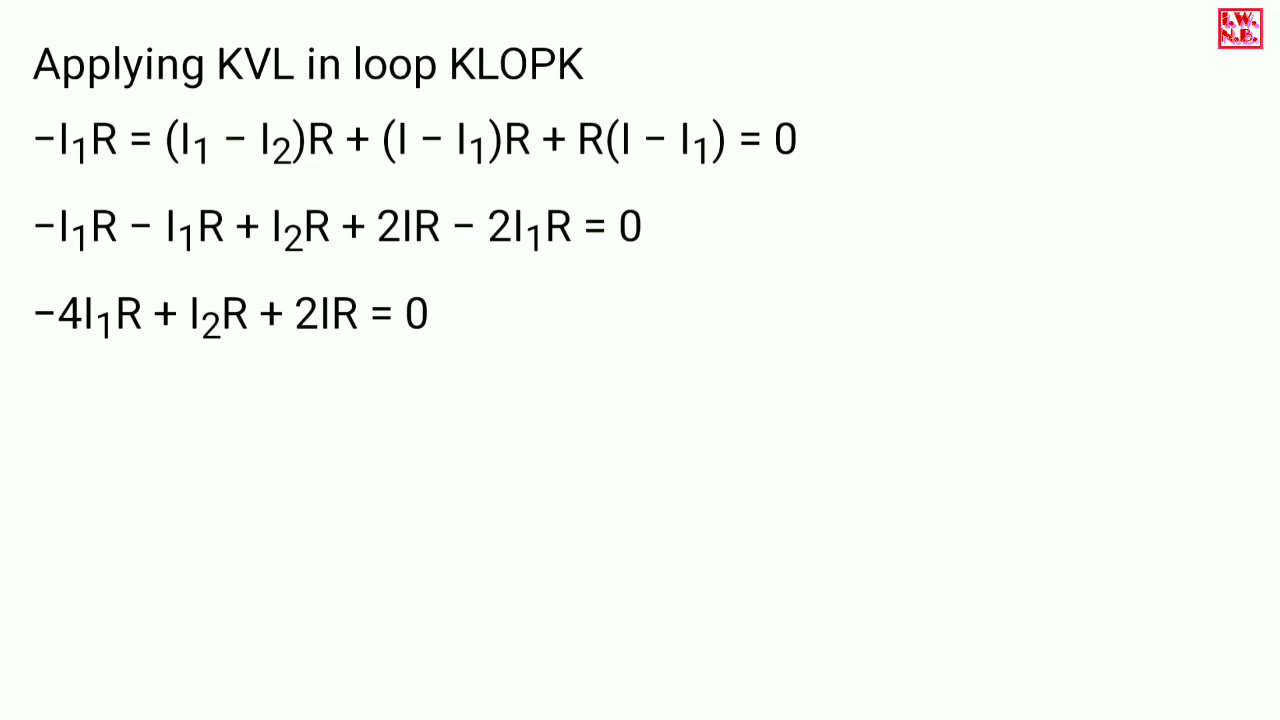 I.W.
N.B.
Applying KVL in loop KLOPK
−I₁R = (I₁ − I₂)R + (I − I₁)R + R(I − I₁) = 0
−I₁R − I₁R + I₂R + 2IR − 2I₁R = 0
−4I₁R + I₂R + 2IR = 0